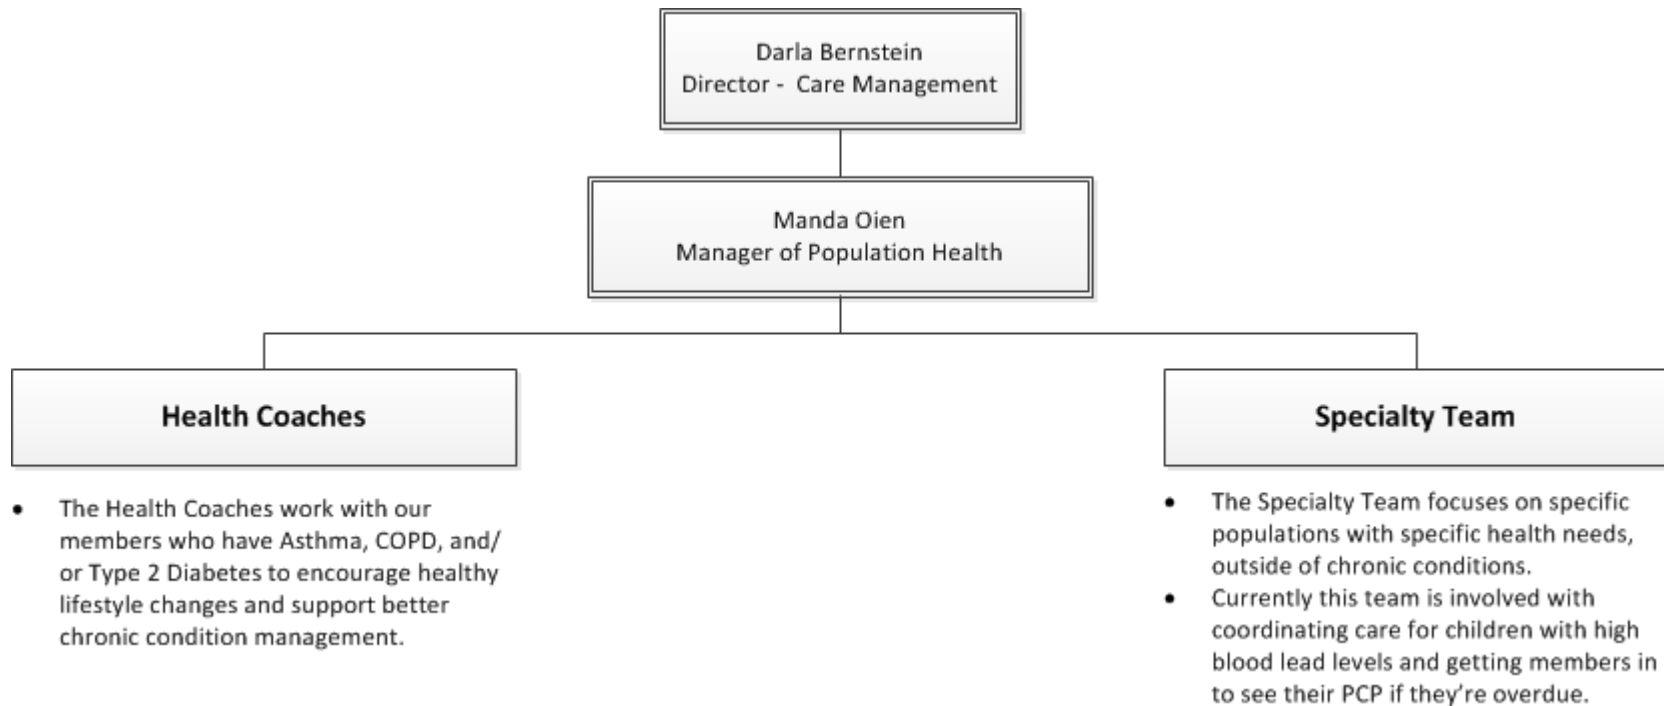 Darla Bernstein
Director -  Care Management
Manda Oien
Manager of Population Health
Health Coaches
• The Health Coaches work with our
members who have Asthma, COPD, and/
or Type 2 Diabetes to encourage healthy
lifestyle changes and support better
chronic condition management.
Specialty Team
• The Specialty Team focuses on specific
populations with specific health needs,
outside of chronic conditions.
• Currently this team is involved with
coordinating care for children with high
blood lead levels and getting members in
to see their PCP if they’re overdue.